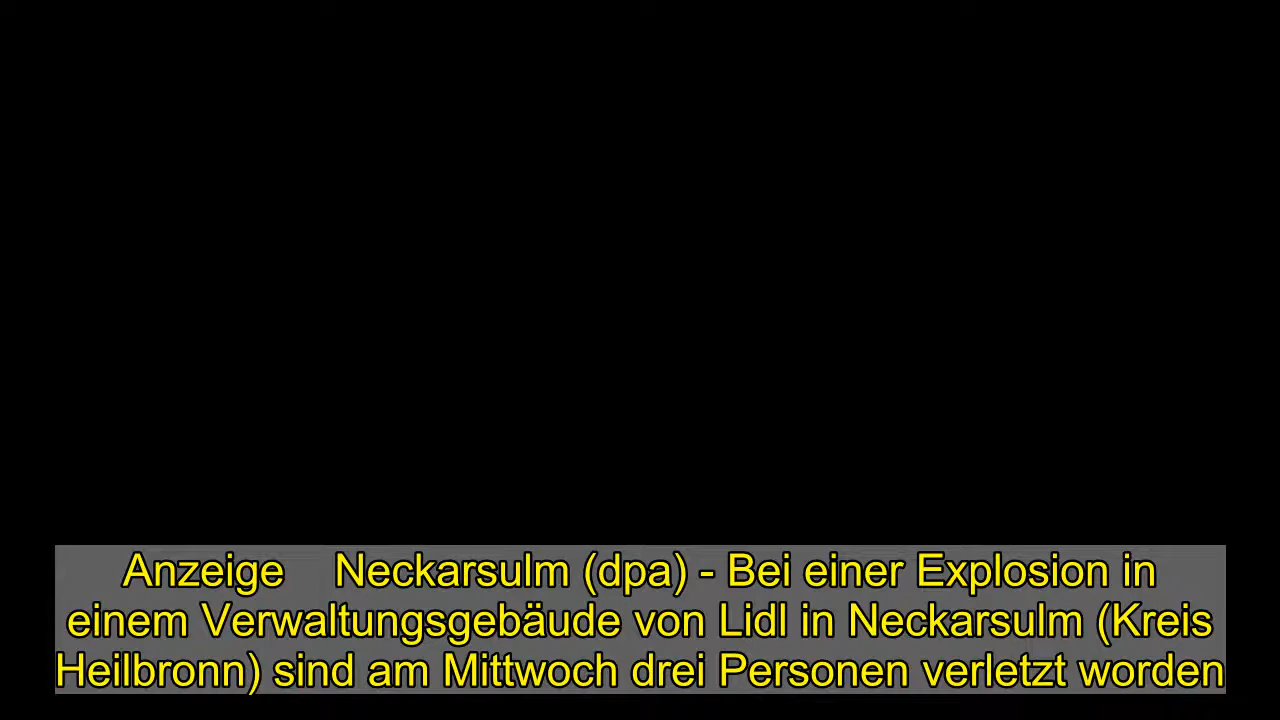 Anzeige    Neckarsulm (dpa) - Bei einer Explosion in
einem Verwaltungsgebäude von Lidl in Neckarsulm (Kreis
Heilbronn) sind am Mittwoch drei Personen verletzt worden